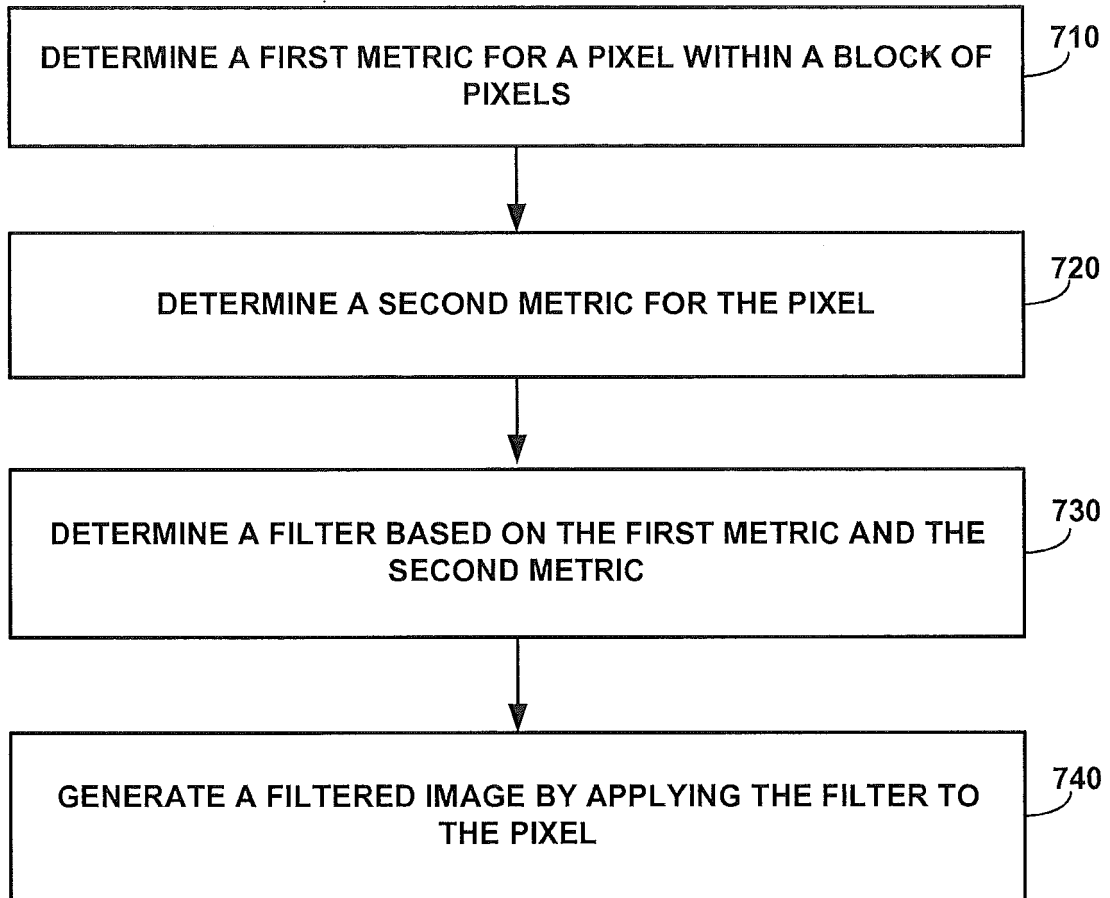 DETERMINE A FIRST METRIC FOR A PIXEL WITHIN A BLOCK OF
PIXELS
710
DETERMINE A SECOND METRIC FOR THE PIXEL
720
DETERMINE A FILTER BASED ON THE FIRST METRIC AND THE
SECOND METRIC
730
GENERATE A FILTERED IMAGE BY APPLYING THE FILTER TO
THE PIXEL
740